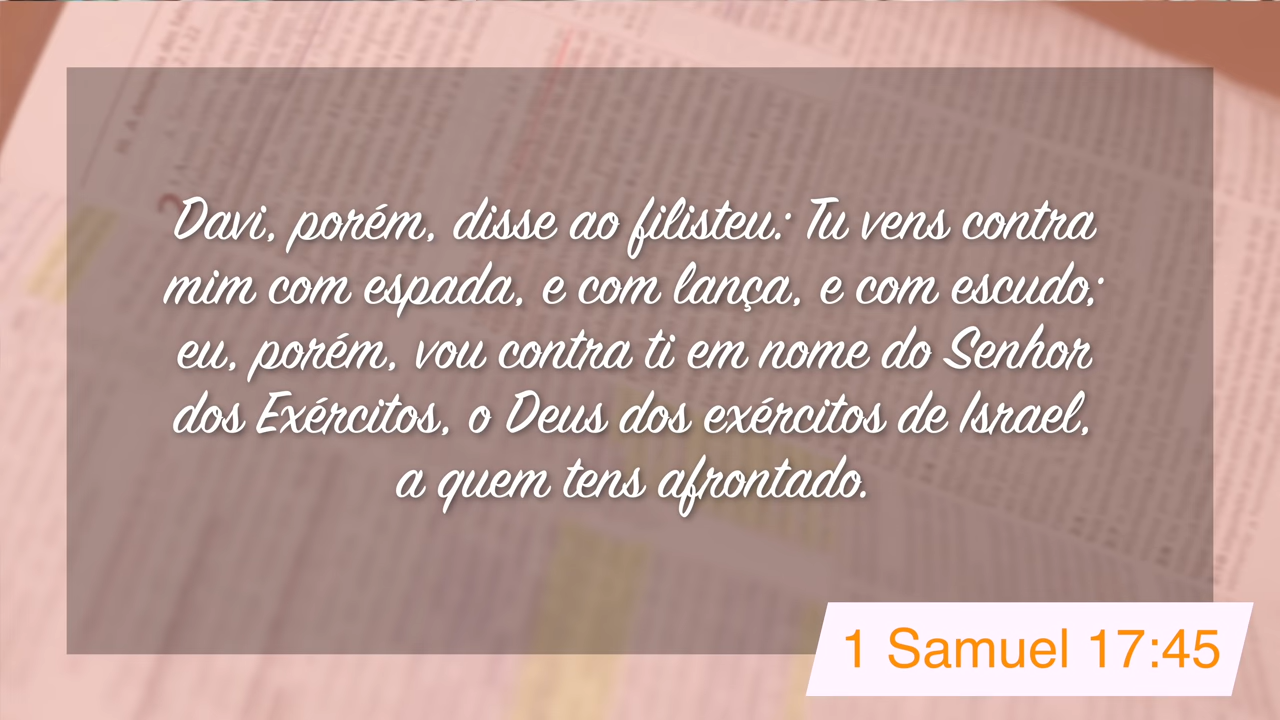 Davi, porém, disse ao filisteu: Tu vens contra
mim com espada, e com lança, e com escudo;
eu, porém, vou contra ti em nome do Senhor
dos Exércitos, o Deus dos exércitos de Israel,
a quem tens afrontado.
1 Samuel 17:45